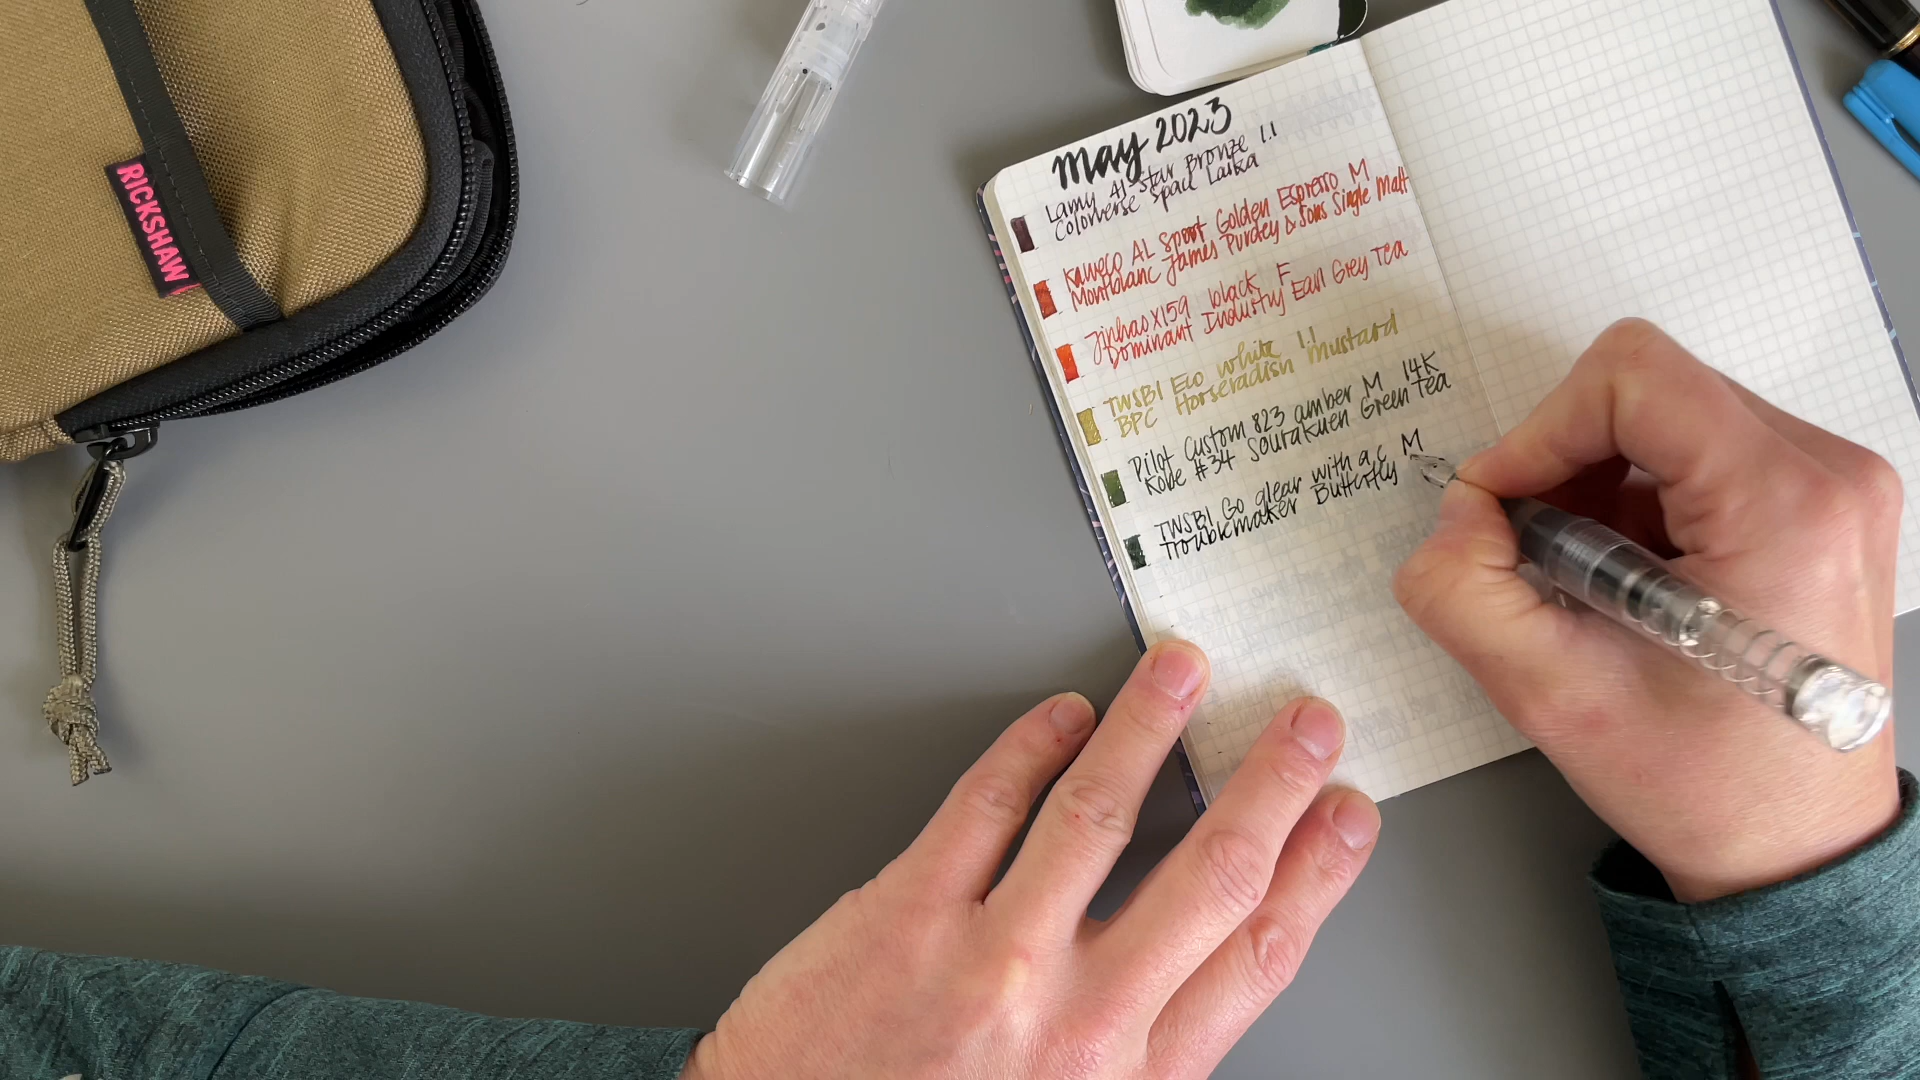 RICKSHAW
May 2023
Lamy Al-Star Bronze 1.1
Colorverse Space Laika
Kaweco AL Sport Golden Espresso M
Montblanc James Purdey & Sons Single Malt
Jinhao X159 black F
Dominant Industry Earl Grey Tea
TWSBI Eco white 1.1
BPC Horseradish Mustard
Pilot Custom 823 amber M 14K
Kobe #34 Sourakuen Green Tea
TWSBI Go glear with a c M
Troublemaker Butterfly